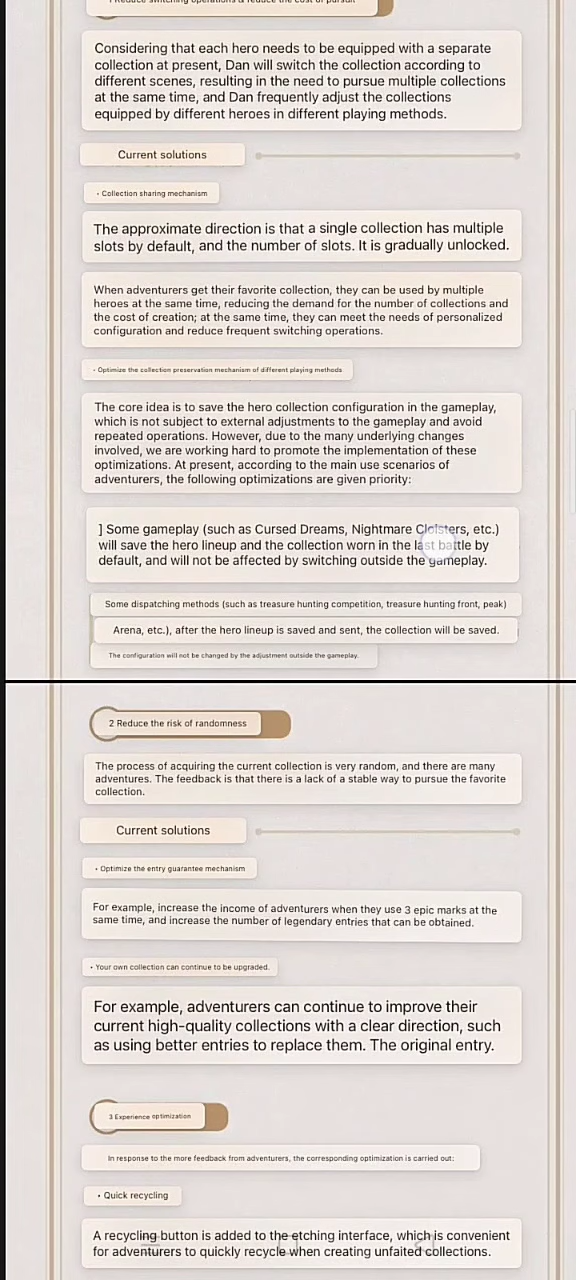 1 Reduce switching operations & reduce the cost of pursuit
Considering that each hero needs to be equipped with a separate
collection at present, Dan will switch the collection according to
different scenes, resulting in the need to pursue multiple collections
at the same time, and Dan frequently adjust the collections
equipped by different heroes in different playing methods.
Current solutions
• Collection sharing mechanism
The approximate direction is that a single collection has multiple
slots by default, and the number of slots. It is gradually unlocked.
When adventurers get their favorite collection, they can be used by multiple
heroes at the same time, reducing the demand for the number of collections and
the cost of creation; at the same time, they can meet the needs of personalized
configuration and reduce frequent switching operations.
• Optimize the collection preservation mechanism of different playing methods
The core idea is to save the hero collection configuration in the gameplay,
which is not subject to external adjustments to the gameplay and avoid
repeated operations. However, due to the many underlying changes
involved, we are working hard to promote the implementation of these
optimizations. At present, according to the main use scenarios of
adventurers, the following optimizations are given priority:
] Some gameplay (such as Cursed Dreams, Nightmare Cloisters, etc.)
will save the hero lineup and the collection worn in the last battle by
default, and will not be affected by switching outside the gameplay.
Some dispatching methods (such as treasure hunting competition, treasure hunting front, peak)
Arena, etc.), after the hero lineup is saved and sent, the collection will be saved.
The configuration will not be changed by the adjustment outside the gameplay.
2 Reduce the risk of randomness
The process of acquiring the current collection is very random, and there are many
adventures. The feedback is that there is a lack of a stable way to pursue the favorite
collection.
Current solutions
• Optimize the entry guarantee mechanism
For example, increase the income of adventurers when they use 3 epic marks at the
same time, and increase the number of legendary entries that can be obtained.
• Your own collection can continue to be upgraded.
For example, adventurers can continue to improve their
current high-quality collections with a clear direction, such
as using better entries to replace them. The original entry.
3 Experience optimization
In response to the more feedback from adventurers, the corresponding optimization is carried out:
• Quick recycling
A recycling button is added to the etching interface, which is convenient
for adventurers to quickly recycle when creating unfaited collections.